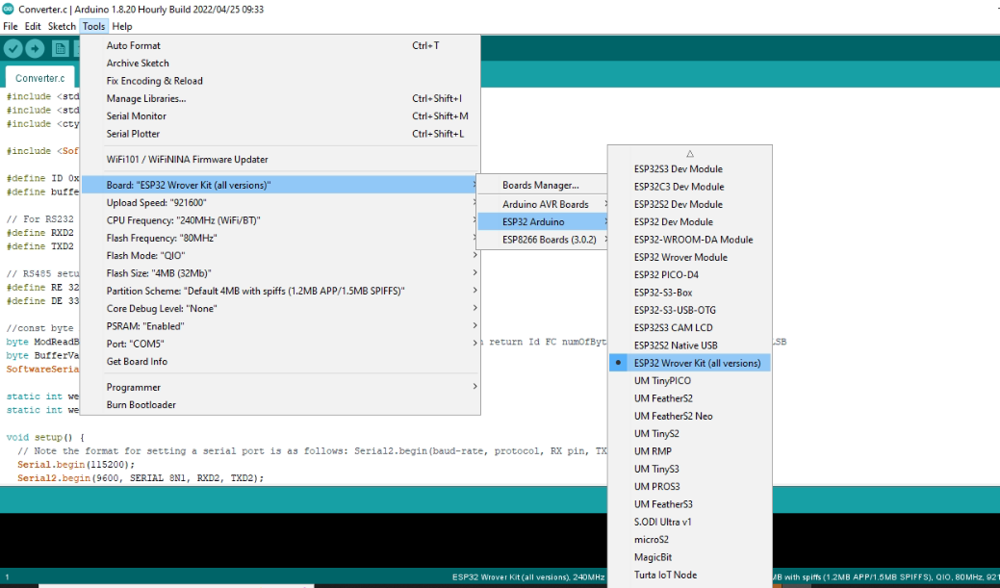 Converter.c | Arduino 1.8.20 Hourly Build 2022/04/25 09:33
File Edit Sketch Tools Help
Converter.c
Auto Format Ctrl+T
Archive Sketch
Fix Encoding & Reload
Manage Libraries... Ctrl+Shift+I
Serial Monitor Ctrl+Shift+M
Serial Plotter Ctrl+Shift+L
WiFi101 / WiFiNINA Firmware Updater
Board: "ESP32 Wrover Kit (all versions)"
Upload Speed: "921600"
CPU Frequency: "240MHz (WiFi/BT)"
Flash Frequency: "80MHz"
Flash Mode: "QIO"
Flash Size: "4MB (32Mb)"
Partition Scheme: "Default 4MB with spiffs (1.2MB APP/1.5MB SPIFFS)"
Core Debug Level: "None"
PSRAM: "Enabled"
Port: "COM5"
Get Board Info
Programmer
Burn Bootloader
Boards Manager...
Arduino AVR Boards
ESP32 Arduino
ESP8266 Boards (3.0.2)
ESP32S3 Dev Module
ESP32C3 Dev Module
ESP32S2 Dev Module
ESP32 Dev Module
ESP32-WROOM-DA Module
ESP32 Wrover Module
ESP32 PICO-D4
ESP32-S3-Box
ESP32-S3-USB-OTG
ESP32S3 CAM LCD
ESP32S2 Native USB
ESP32 Wrover Kit (all versions)
UM TinyPICO
UM FeatherS2
UM FeatherS2 Neo
UM TinyS2
UM RMP
UM TinyS3
UM PROS3
UM FeatherS3
S.ODI Ultra v1
microS2
MagicBit
Turta IoT Node
#include <std
#include <std
#include <cty
#include <Sof
#define ID 0x
#define buffe
// For RS232
#define RXD2
#define TXD2
// RS485 setu
#define RE 32
#define DE 33
//const byte
byte ModReadB return Id FC numOfByt SB
byte BufferVa
SoftwareSeria
static int we
static int we
void setup() {
// Note the format for setting a serial port is as follows: Serial2.begin(baud-rate, protocol, RX pin, TX
Serial.begin(115200);
Serial2.begin(9600, SERIAL_8N1, RXD2, TXD2);
1 ESP32 Wrover Kit (all versions), 240MHz MB with spiffs (1.2MB APP/1.5MB SPIFFS), QIO, 80MHz, 921